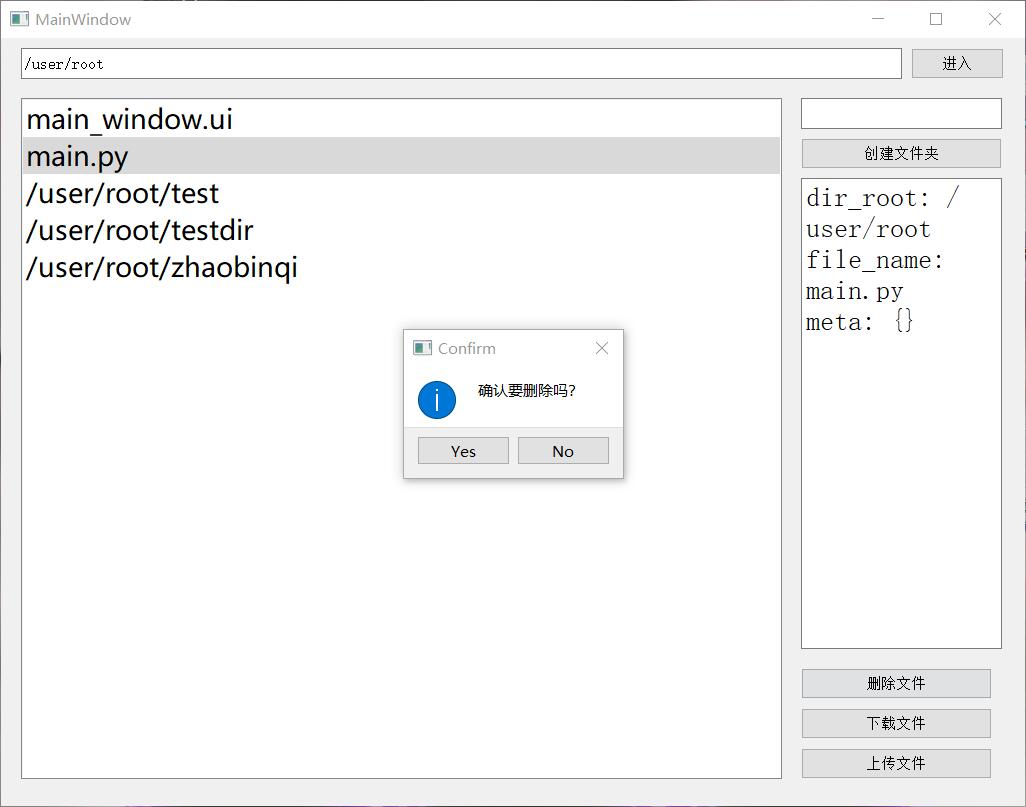 MainWindow
/user/root
进入
main_window.ui
main.py
/user/root/test
/user/root/testdir
/user/root/zhaobinqi
创建文件夹
dir_root: /
user/root
file_name:
main.py
meta: {}
Confirm
i
确认要删除吗?
Yes
No
删除文件
下载文件
上传文件